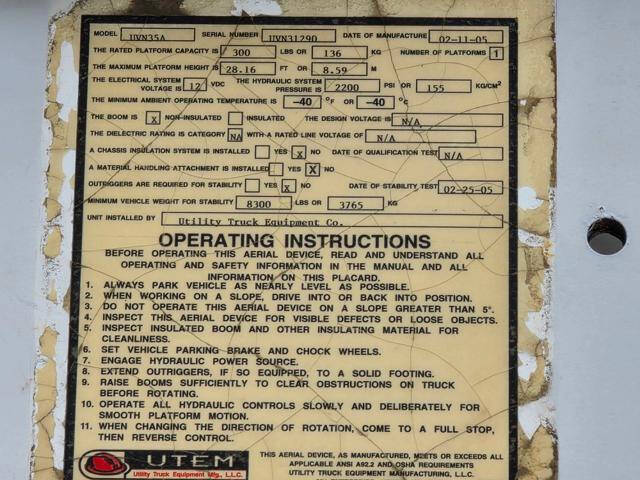 MODEL UVN35A SERIAL NUMBER UVN31290 DATE OF MANUFACTURE 02-11-05
THE RATED PLATFORM CAPACITY IS 300 LBS OR 136 KG NUMBER OF PLATFORMS 1
THE MAXIMUM PLATFORM HEIGHT IS 28.16 FT OR 8.59 M
THE ELECTRICAL SYSTEM VOLTAGE IS 12 VDC THE HYDRAULIC SYSTEM PRESSURE IS 2200 PSI OR 155 KG/CM²
THE MINIMUM AMBIENT OPERATING TEMPERATURE IS -40 °F OR -40 °C
THE BOOM IS X NON-INSULATED INSULATED THE DESIGN VOLTAGE IS N/A
THE DIELECTRIC RATING IS CATEGORY NA WITH A RATED LINE VOLTAGE OF N/A
A CHASSIS INSULATION SYSTEM IS INSTALLED YES X NO DATE OF QUALIFICATION TEST N/A
A MATERIAL HANDLING ATTACHMENT IS INSTALLED YES X NO
OUTRIGGERS ARE REQUIRED FOR STABILITY YES X NO DATE OF STABILITY TEST 02-25-05
MINIMUM VEHICLE WEIGHT FOR STABILITY 8300 LBS OR 3765 KG
UNIT INSTALLED BY Utility Truck Equipment Co.
OPERATING INSTRUCTIONS
BEFORE OPERATING THIS AERIAL DEVICE, READ AND UNDERSTAND ALL
OPERATING AND SAFETY INFORMATION IN THE MANUAL AND ALL
INFORMATION ON THIS PLACARD.
1. ALWAYS PARK VEHICLE AS NEARLY LEVEL AS POSSIBLE.
2. WHEN WORKING ON A SLOPE, DRIVE INTO OR BACK INTO POSITION.
3. DO NOT OPERATE THIS AERIAL DEVICE ON A SLOPE GREATER THAN 5°.
4. INSPECT THIS AERIAL DEVICE FOR VISIBLE DEFECTS OR LOOSE OBJECTS.
5. INSPECT INSULATED BOOM AND OTHER INSULATING MATERIAL FOR
CLEANLINESS.
6. SET VEHICLE PARKING BRAKE AND CHOCK WHEELS.
7. ENGAGE HYDRAULIC POWER SOURCE.
8. EXTEND OUTRIGGERS, IF SO EQUIPPED, TO A SOLID FOOTING.
9. RAISE BOOMS SUFFICIENTLY TO CLEAR OBSTRUCTIONS ON TRUCK
BEFORE ROTATING.
10. OPERATE ALL HYDRAULIC CONTROLS SLOWLY AND DELIBERATELY FOR
SMOOTH PLATFORM MOTION.
11. WHEN CHANGING THE DIRECTION OF ROTATION, COME TO A FULL STOP,
THEN REVERSE CONTROL.
UTEM
Utility Truck Equipment Mfg., L.L.C.
THIS AERIAL DEVICE, AS MANUFACTURED, MEETS OR EXCEEDS ALL
APPLICABLE ANSI A92.2 AND OSHA REQUIREMENTS
UTILITY TRUCK EQUIPMENT MANUFACTURING, L.L.C.